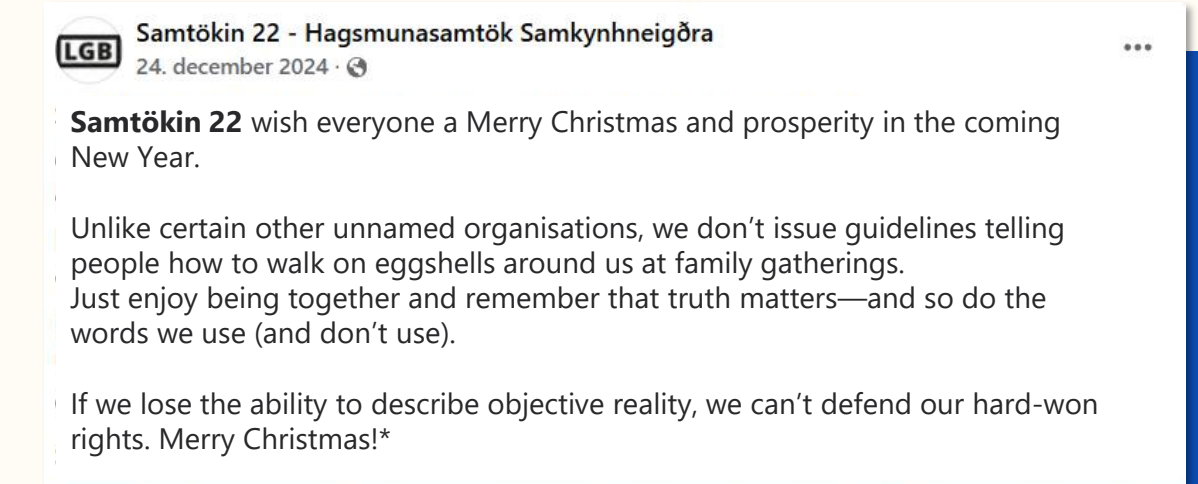 LGB
Samtökin 22 - Hagsmunasamtök Samkynhneigðra
24. december 2024 ·
Samtökin 22 wish everyone a Merry Christmas and prosperity in the coming
New Year.
Unlike certain other unnamed organisations, we don’t issue guidelines telling
people how to walk on eggshells around us at family gatherings.
Just enjoy being together and remember that truth matters—and so do the
words we use (and don’t use).
If we lose the ability to describe objective reality, we can’t defend our hard-won
rights. Merry Christmas!*